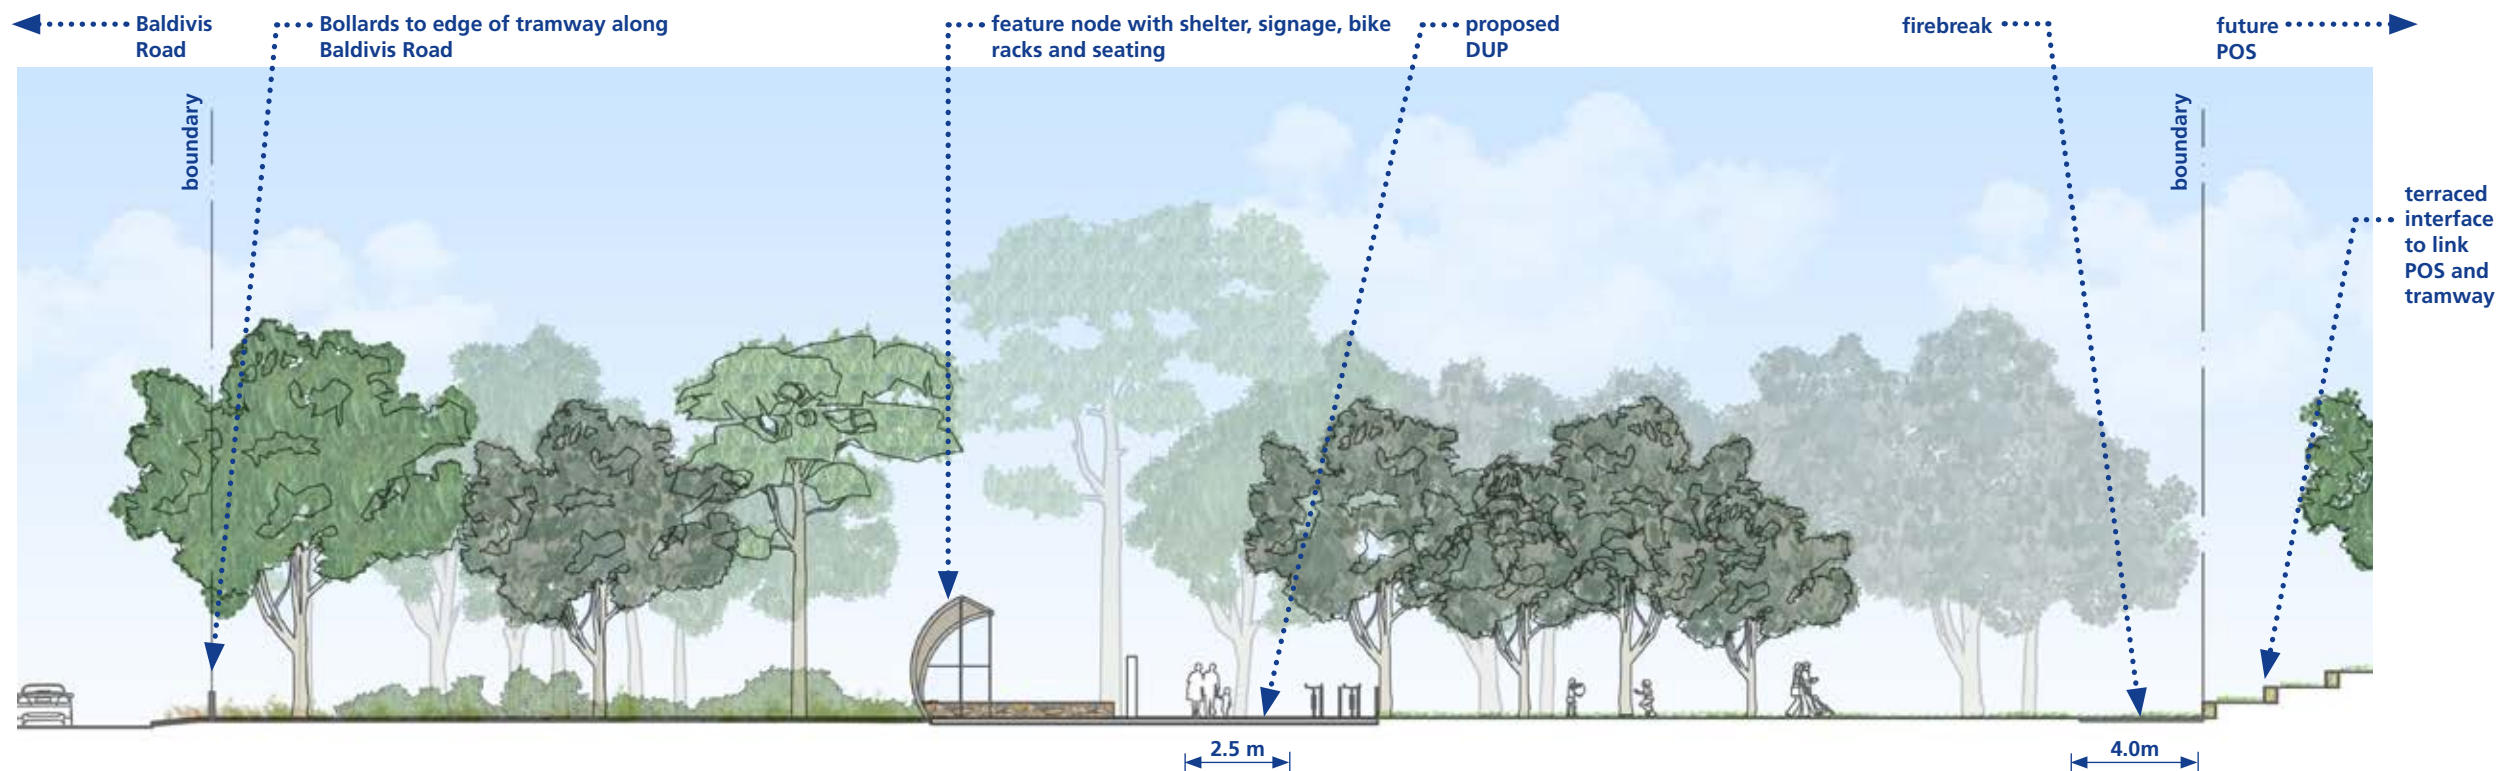 Baldivis
Road
Bollards to edge of tramway along
Baldivis Road
feature node with shelter, signage, bike
racks and seating
proposed
DUP
firebreak
future
POS
boundary
boundary
terraced
interface
to link
POS and
tramway
2.5 m
4.0m